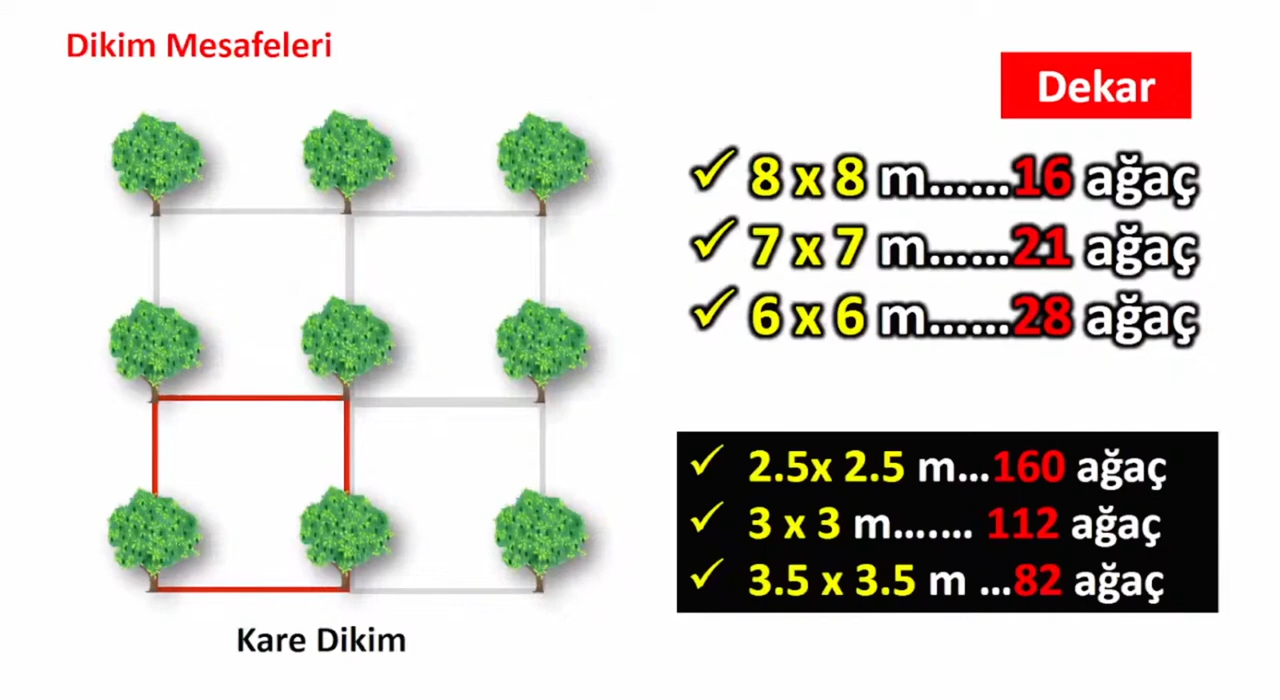 Dikim Mesafeleri
Dekar
✓ 8 x 8 m......16 ağaç
✓ 7 x 7 m......21 ağaç
✓ 6 x 6 m......28 ağaç
✓ 2.5x 2.5 m...160 ağaç
✓ 3 x 3 m....... 112 ağaç
✓ 3.5 x 3.5 m ...82 ağaç
Kare Dikim